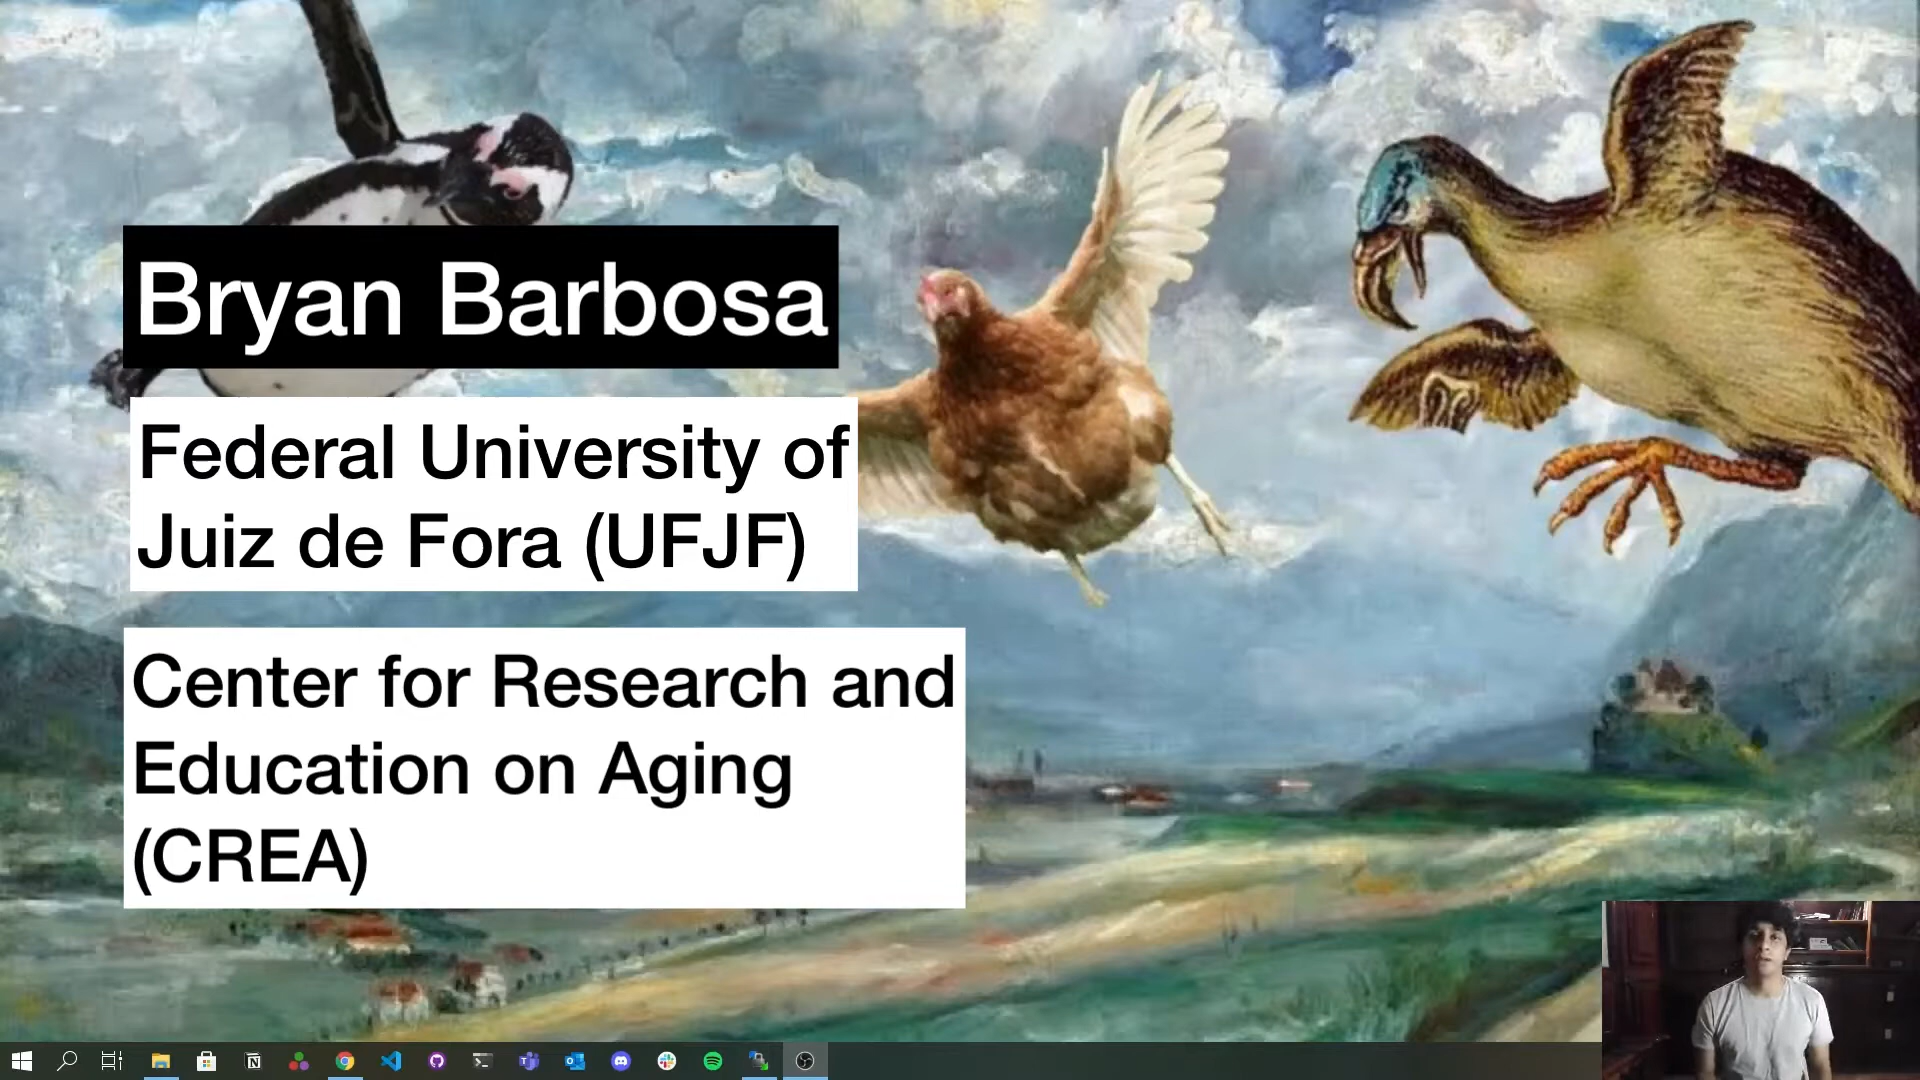 Bryan Barbosa
Federal University of
Juiz de Fora (UFJF)
Center for Research and
Education on Aging
(CREA)